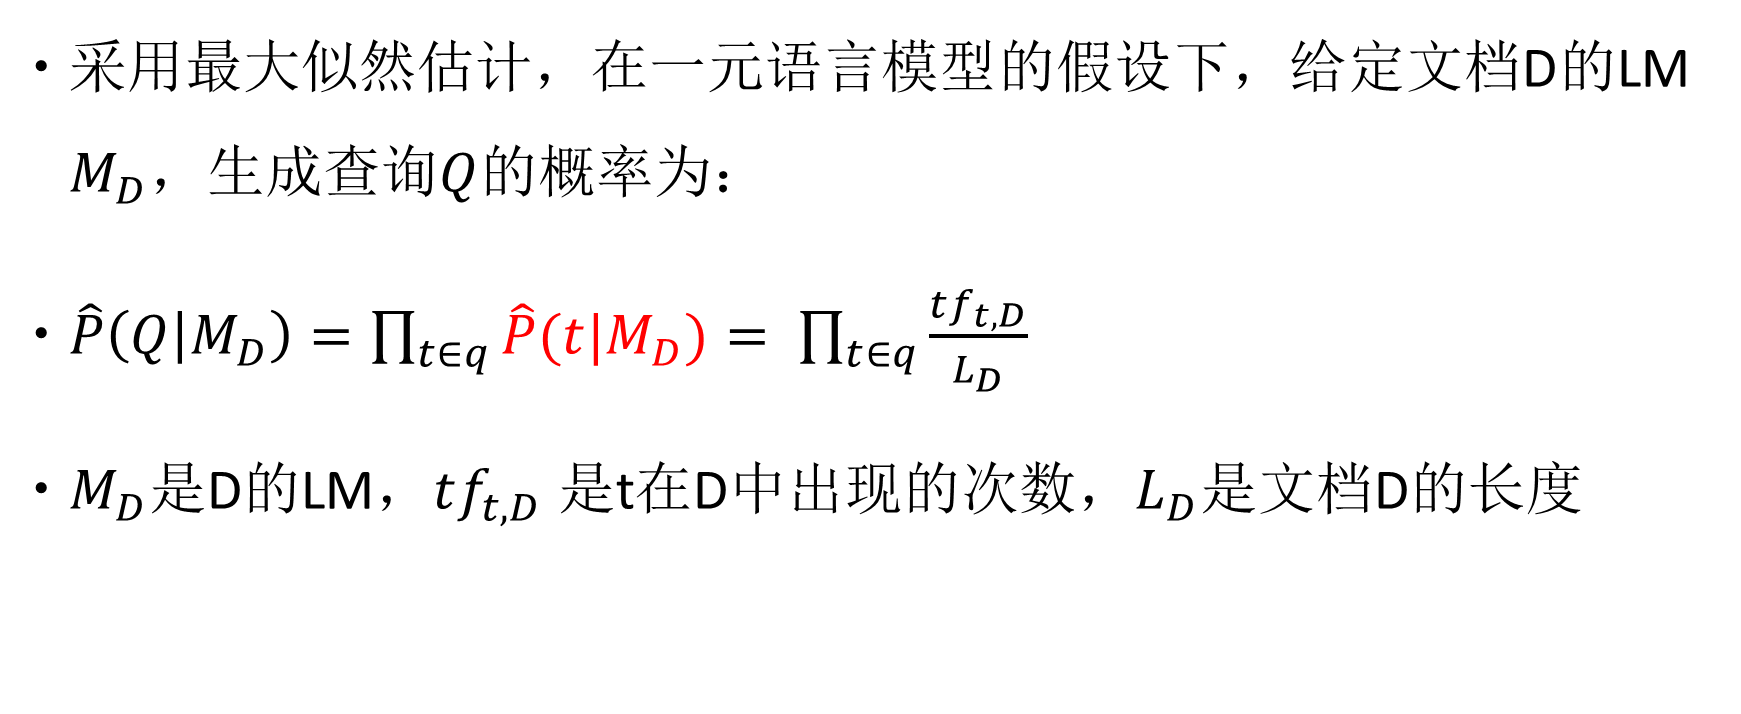 • 采用最大似然估计，在一元语言模型的假设下，给定文档D的LM
M_D，生成查询Q的概率为：
• P̂(Q|M_D) = ∏_{t∈q} P̂(t|M_D) = ∏_{t∈q} tf_{t,D} / L_D
• M_D是D的LM，tf_{t,D} 是t在D中出现的次数，L_D是文档D的长度